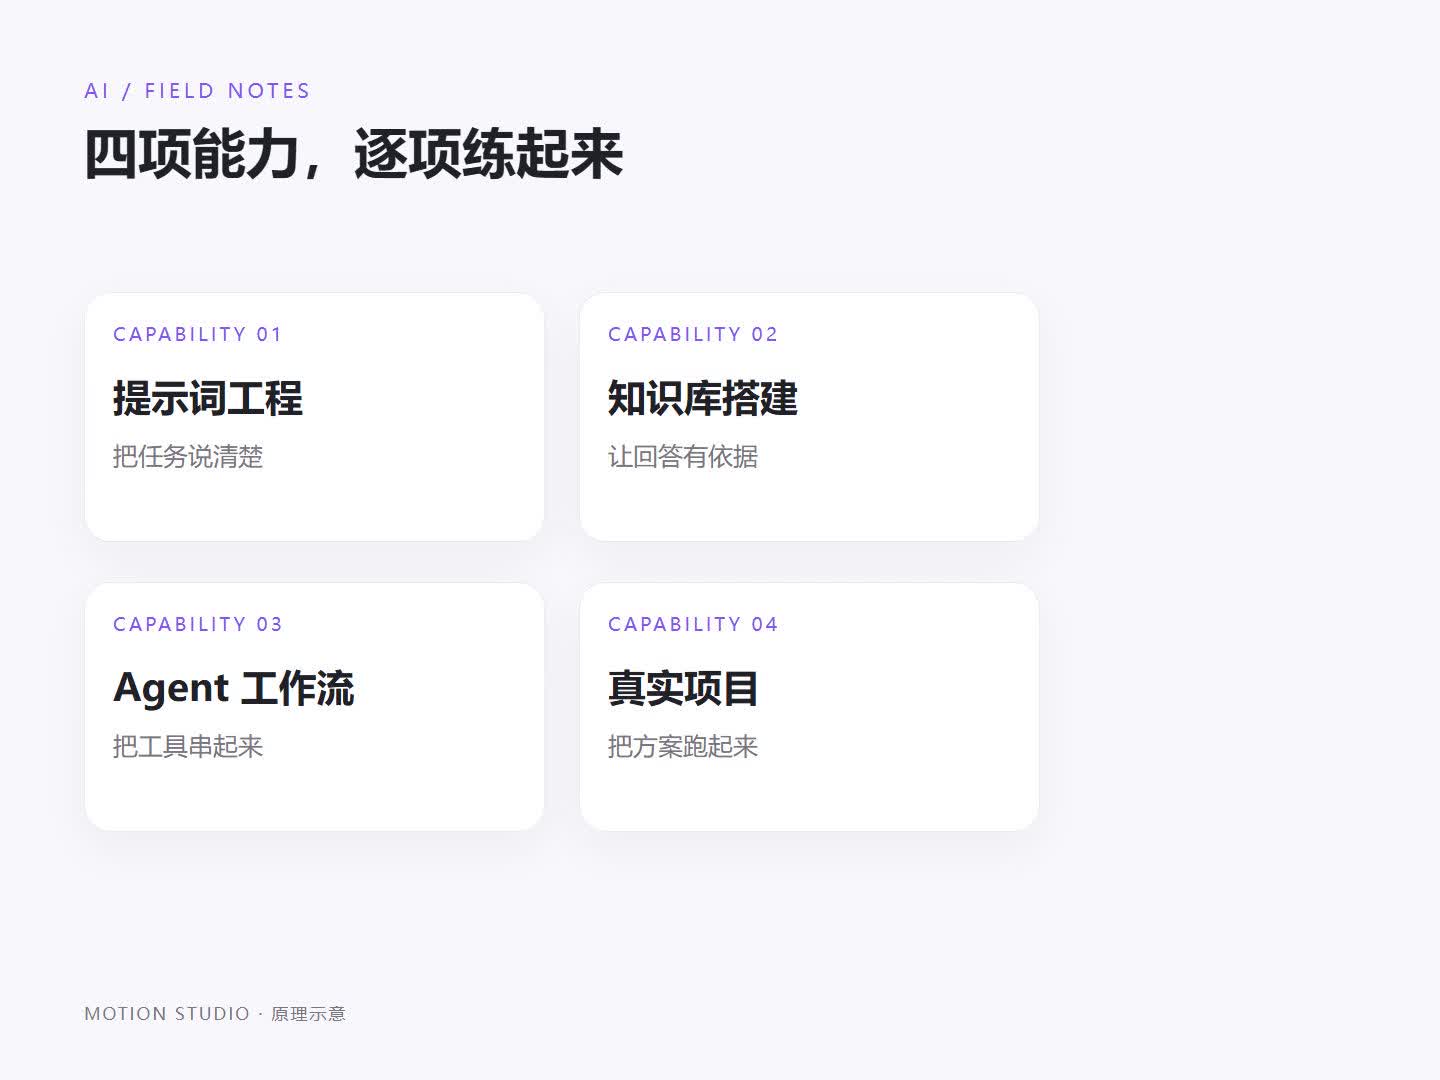 AI / FIELD NOTES
四项能力，逐项练起来
CAPABILITY 01
提示词工程
把任务说清楚
CAPABILITY 02
知识库搭建
让回答有依据
CAPABILITY 03
Agent 工作流
把工具串起来
CAPABILITY 04
真实项目
把方案跑起来
MOTION STUDIO · 原理示意